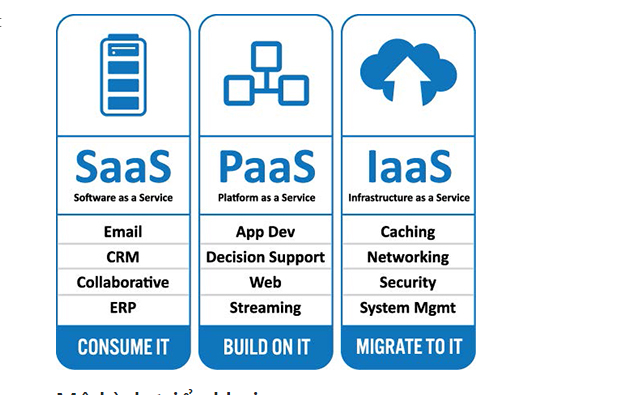 SaaS
Software as a Service
Email
CRM
Collaborative
ERP
CONSUME IT
PaaS
Platform as a Service
App Dev
Decision Support
Web
Streaming
BUILD ON IT
IaaS
Infrastructure as a Service
Caching
Networking
Security
System Mgmt
MIGRATE TO IT